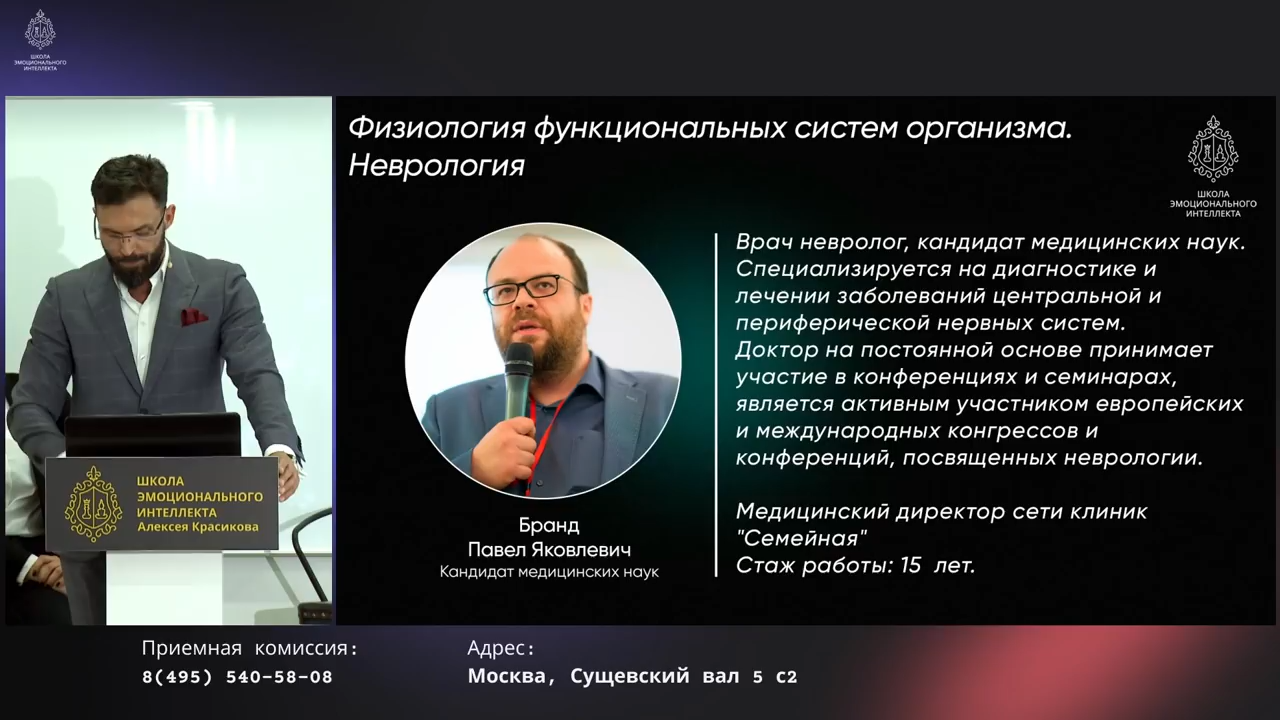 ШКОЛА
ЭМОЦИОНАЛЬНОГО
ИНТЕЛЛЕКТА
Физиология функциональных систем организма.
Неврология
ШКОЛА
ЭМОЦИОНАЛЬНОГО
ИНТЕЛЛЕКТА
Врач невролог, кандидат медицинских наук.
Специализируется на диагностике и
лечении заболеваний центральной и
периферической нервных систем.
Доктор на постоянной основе принимает
участие в конференциях и семинарах,
является активным участником европейских
и международных конгрессов и
конференций, посвященных неврологии.
Медицинский директор сети клиник
"Семейная"
Стаж работы: 15 лет.
Бранд
Павел Яковлевич
Кандидат медицинских наук
ШКОЛА
ЭМОЦИОНАЛЬНОГО
ИНТЕЛЛЕКТА
Алексея Красикова
Приемная комиссия:
8(495) 540-58-08
Адрес:
Москва, Сущевский вал 5 с2